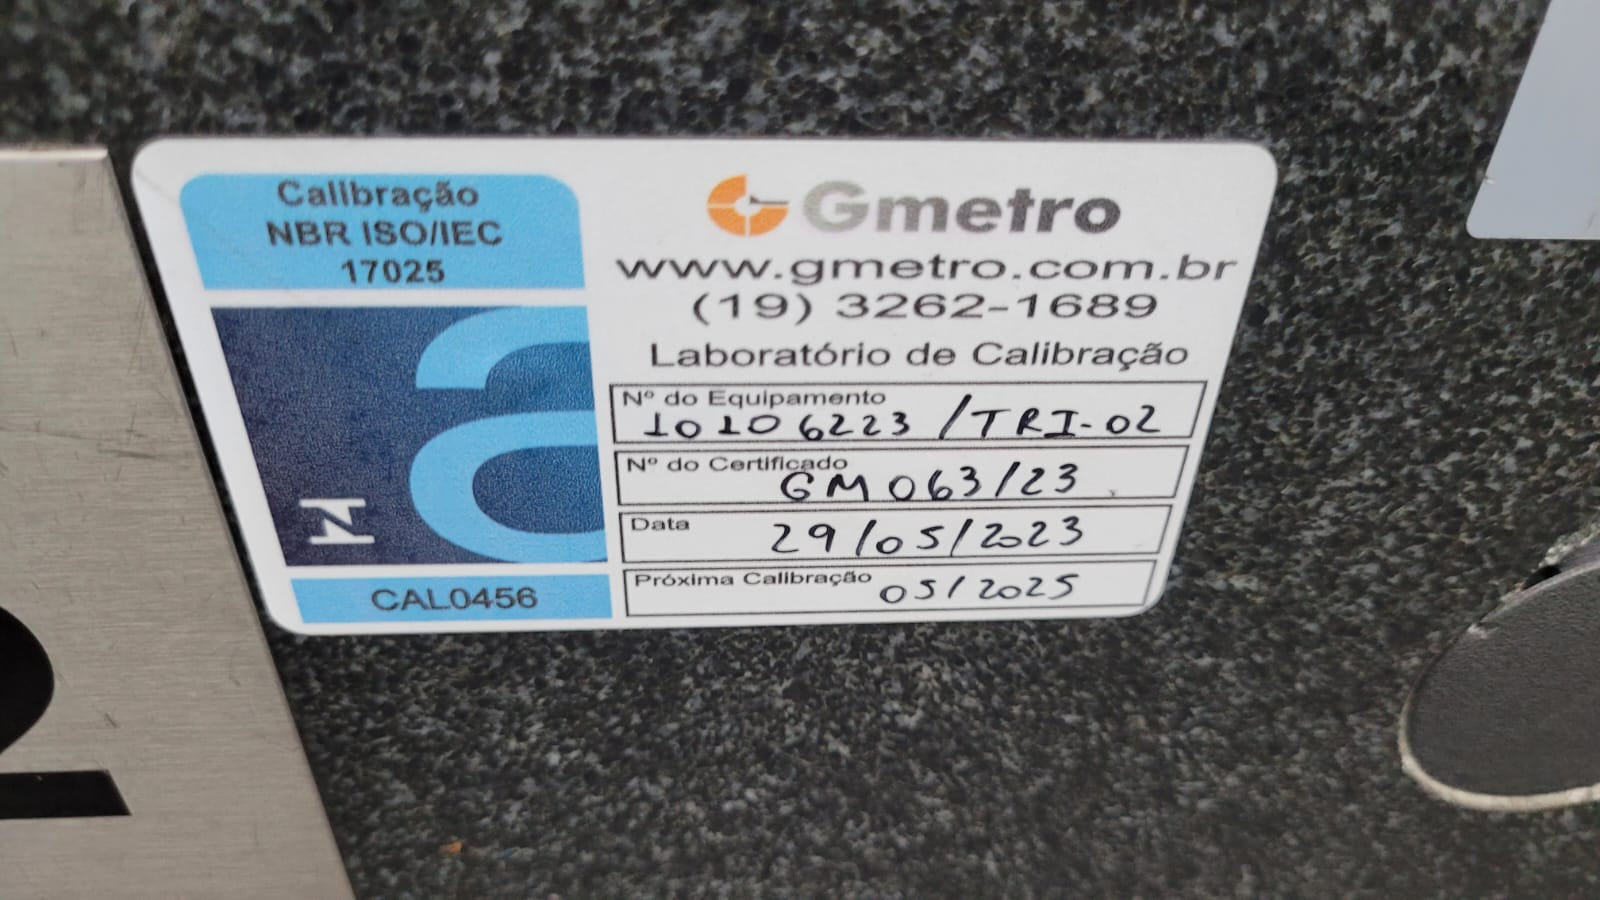 Calibração
NBR ISO/IEC
17025
CAL0456
Gmetro
www.gmetro.com.br
(19) 3262-1689
Laboratório de Calibração
Nº do Equipamento
10106223/TRI-02
Nº do Certificado
GM063/23
Data
29/05/2023
Próxima Calibração
05/2025